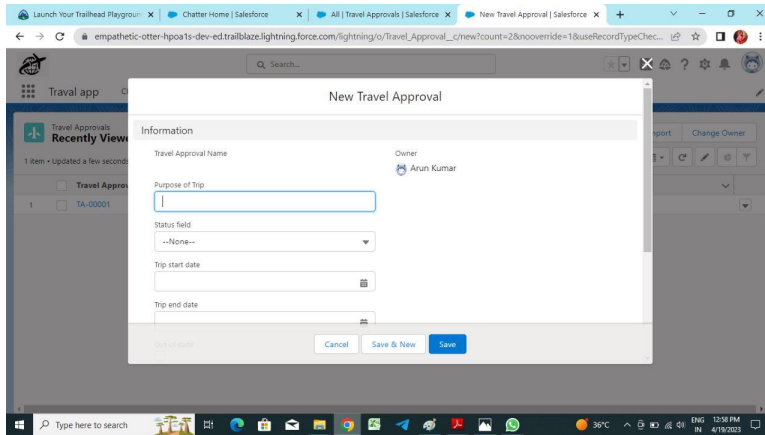 Launch Your Trailhead Playgroun
Chatter Home | Salesforce
All | Travel Approvals | Salesforce
New Travel Approval | Salesforce
empathetic-otter-hpoa1s-dev-ed.trailblaze.lightning.force.com/lightning/o/Travel_Approval__c/new?count=2&nooverride=1&useRecordTypeChec...
Search...
Traval app
New Travel Approval
Travel Approvals
Recently Viewe
Change Owner
1 item • Updated a few seconds
Information
Travel Approval Name
Owner
Arun Kumar
Purpose of Trip
Travel Approv
1
TA-00001
Status field
--None--
Trip start date
Trip end date
Cancel
Save & New
Save
Type here to search
36°C
ENG
IN
12:58 PM
4/19/2023